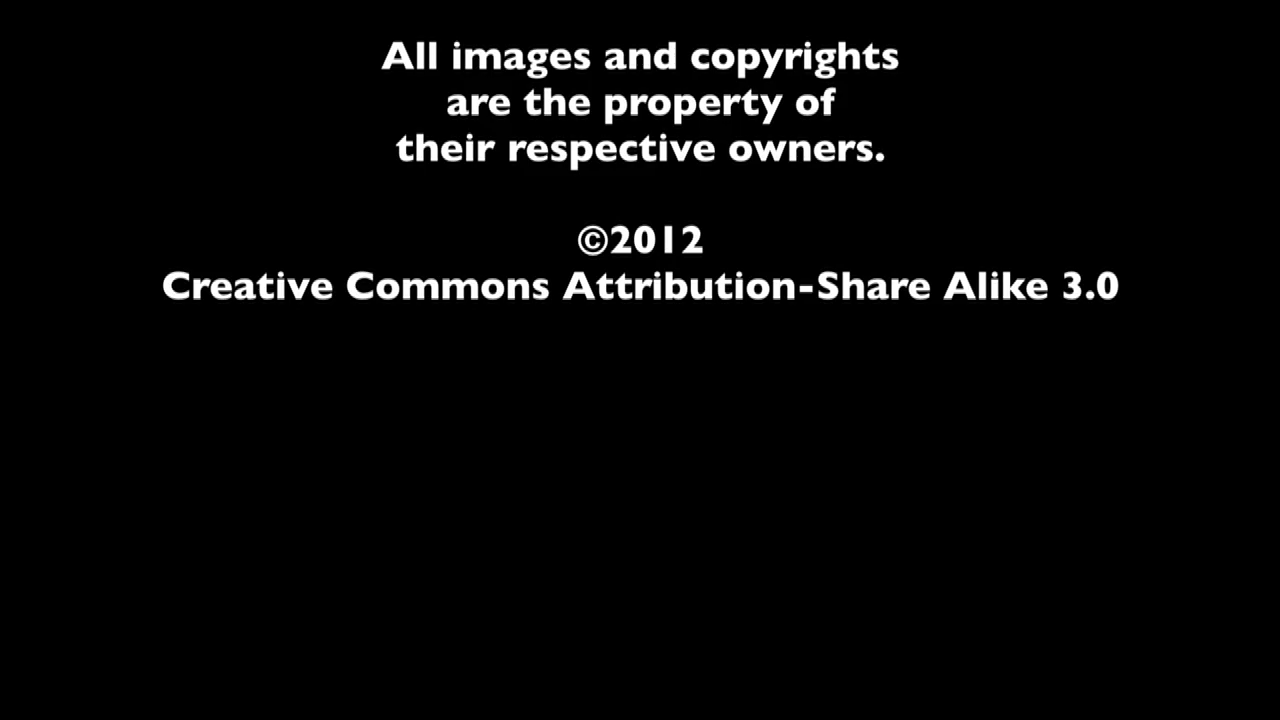 All images and copyrights
are the property of
their respective owners.
©2012
Creative Commons Attribution-Share Alike 3.0